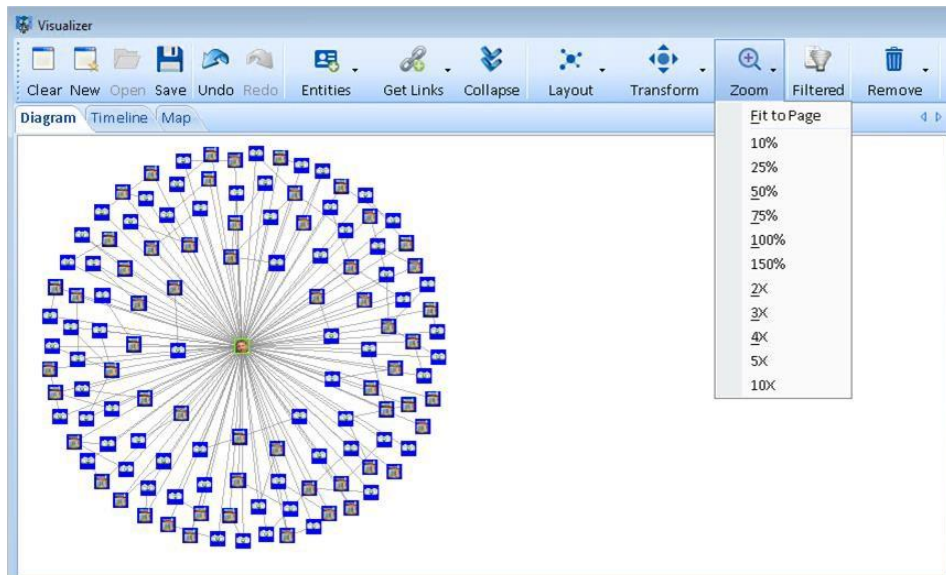 Visualizer
Clear New Open Save Undo Redo Entities Get Links Collapse Layout Transform Zoom Filtered Remove
Diagram Timeline Map
Fit to Page
10%
25%
50%
75%
100%
150%
2X
3X
4X
5X
10X